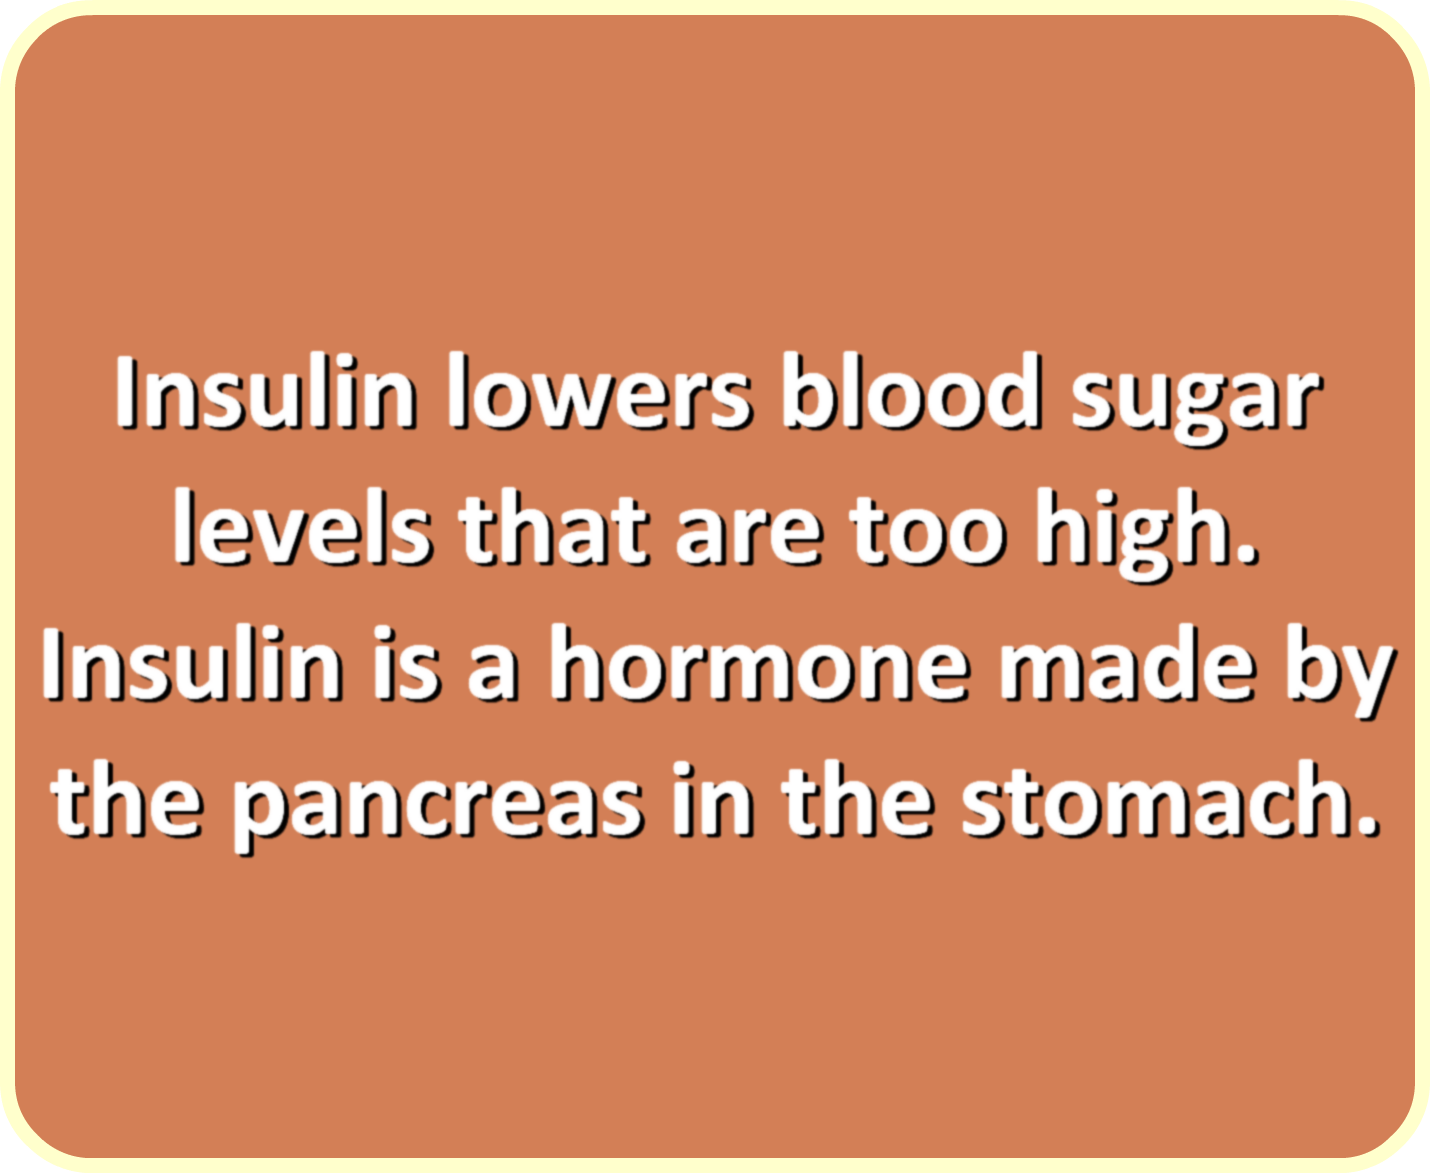 Insulin lowers blood sugar
levels that are too high.
Insulin is a hormone made by
the pancreas in the stomach.